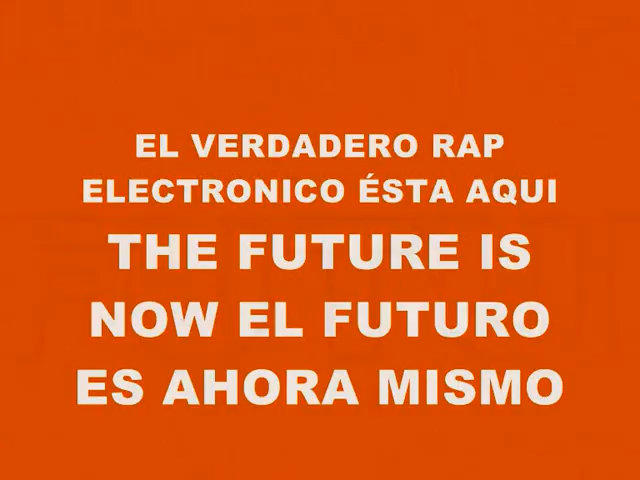 EL VERDADERO RAP
ELECTRONICO ÉSTA AQUI
THE FUTURE IS
NOW EL FUTURO
ES AHORA MISMO